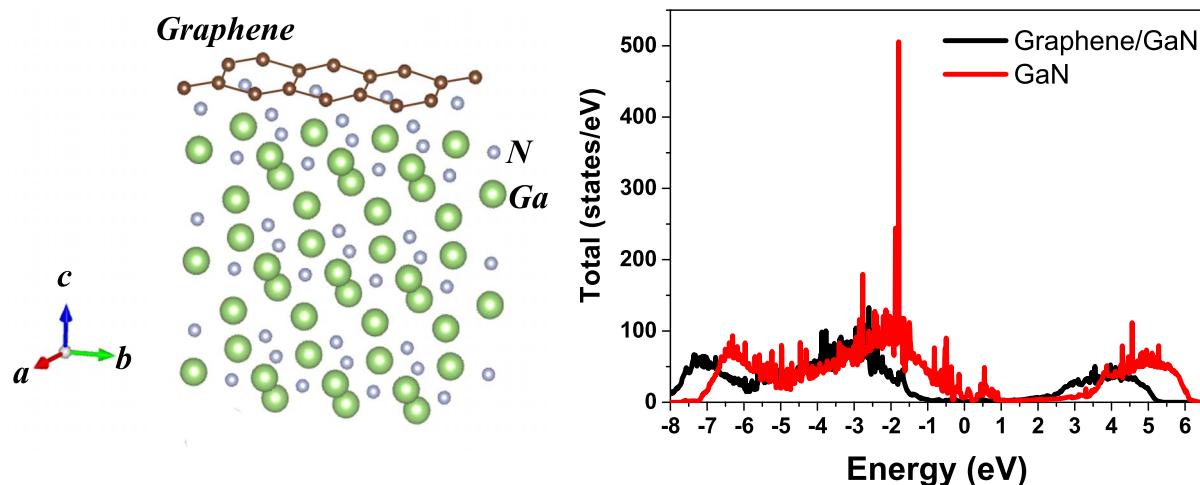 Graphene
N
Ga
c
a
b
Graphene/GaN
GaN
Total (states/eV)
500
400
300
200
100
0
-8 -7 -6 -5 -4 -3 -2 -1 0 1 2 3 4 5 6
Energy (eV)